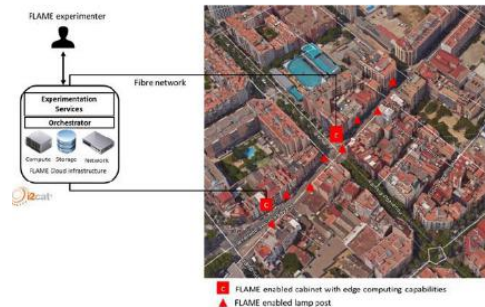 FLAME experimenter
Fibre network
Experimentation
Services
Orchestrator
Compute
Storage
Network
FLAME Cloud Infrastructure
i2cat
C
C
C FLAME enabled cabinet with edge computing capabilities
FLAME enabled lamp post